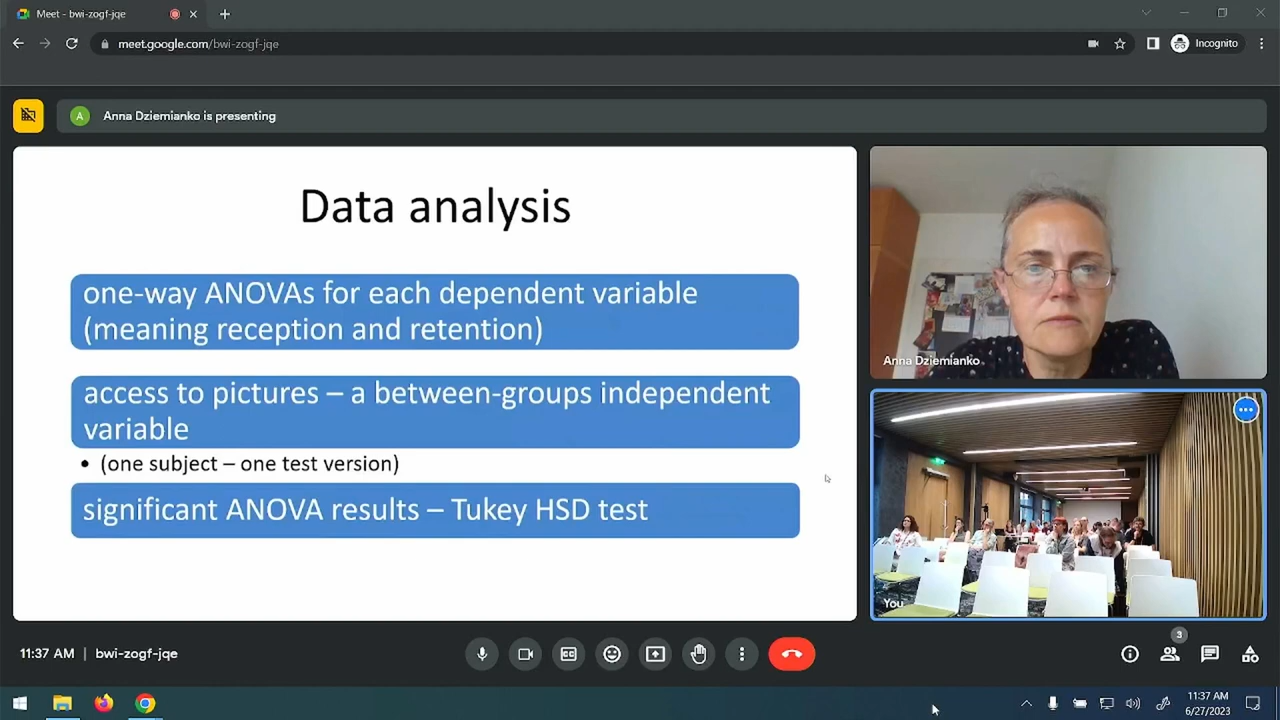 Meet - bwi-zogf-jqe
meet.google.com/bwi-zogf-jqe
Incognito
A
Anna Dziemianko is presenting
Data analysis
one-way ANOVAs for each dependent variable
(meaning reception and retention)
access to pictures – a between-groups independent
variable
• (one subject – one test version)
significant ANOVA results – Tukey HSD test
Anna Dziemianko
You
11:37 AM | bwi-zogf-jqe
3
11:37 AM
6/27/2023